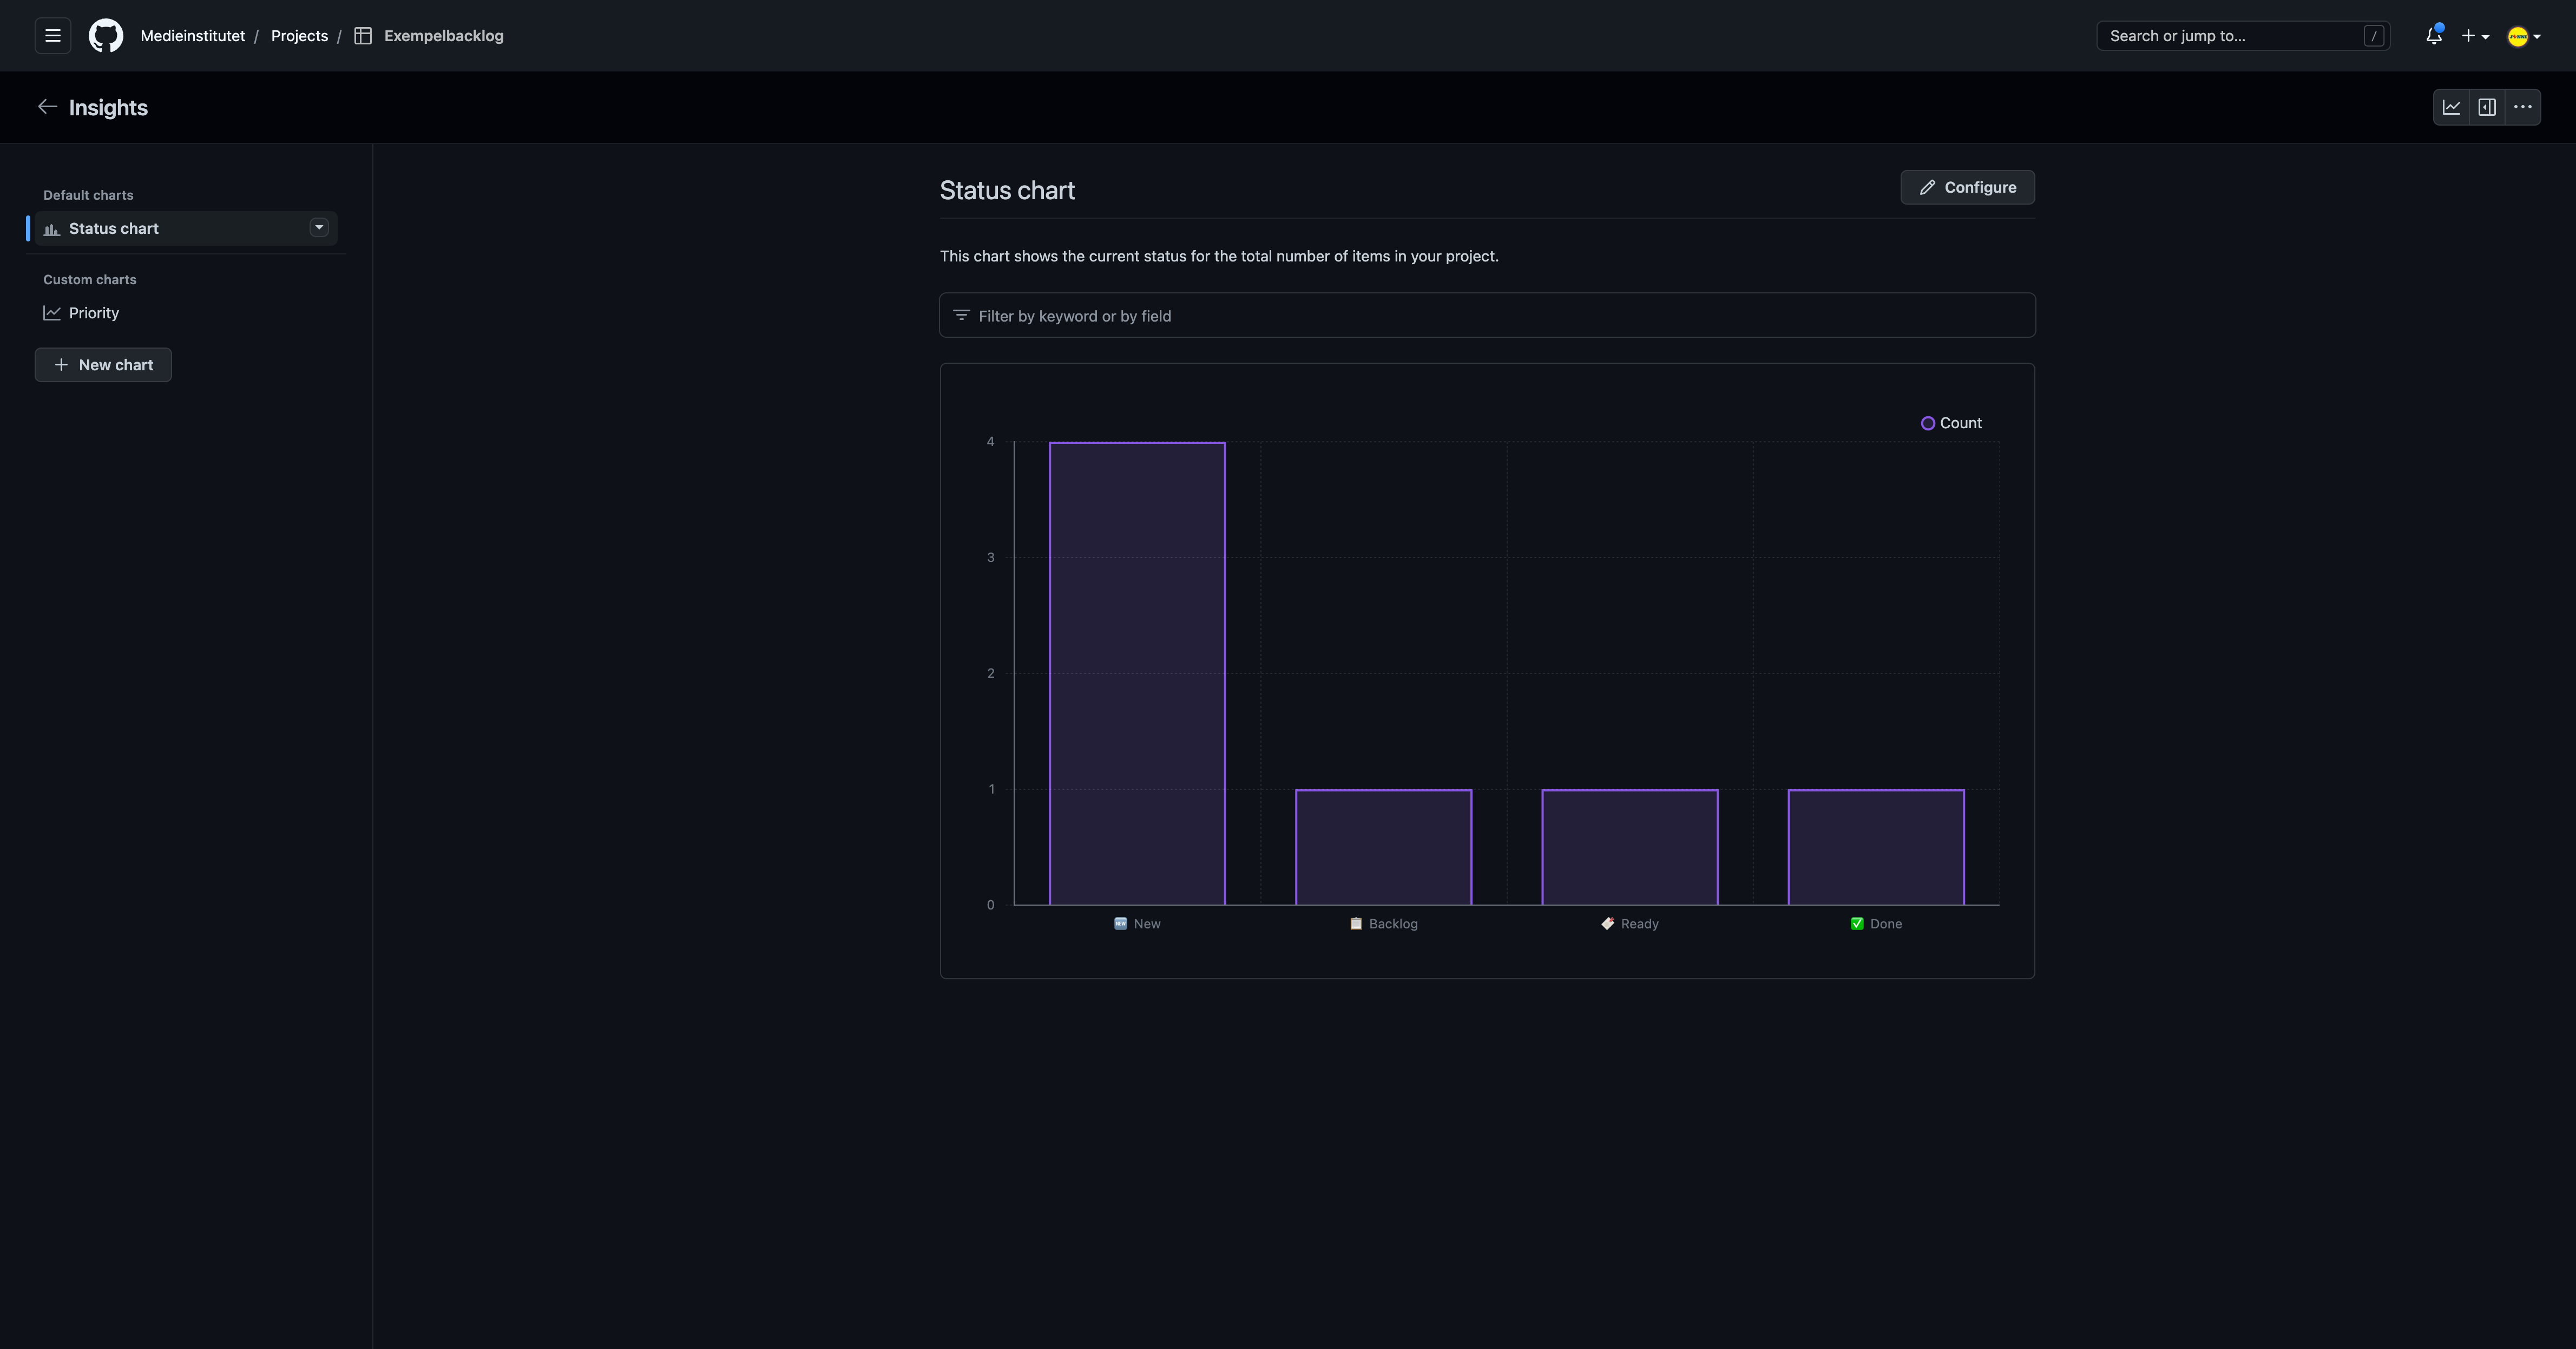 Medieinstitutet / Projects / Exempelbacklog
Search or jump to... /
Insights
Default charts
Status chart
Custom charts
Priority
New chart
Status chart
Configure
This chart shows the current status for the total number of items in your project.
Filter by keyword or by field
Count
4
3
2
1
0
🆕 New
📋 Backlog
🔖 Ready
✅ Done